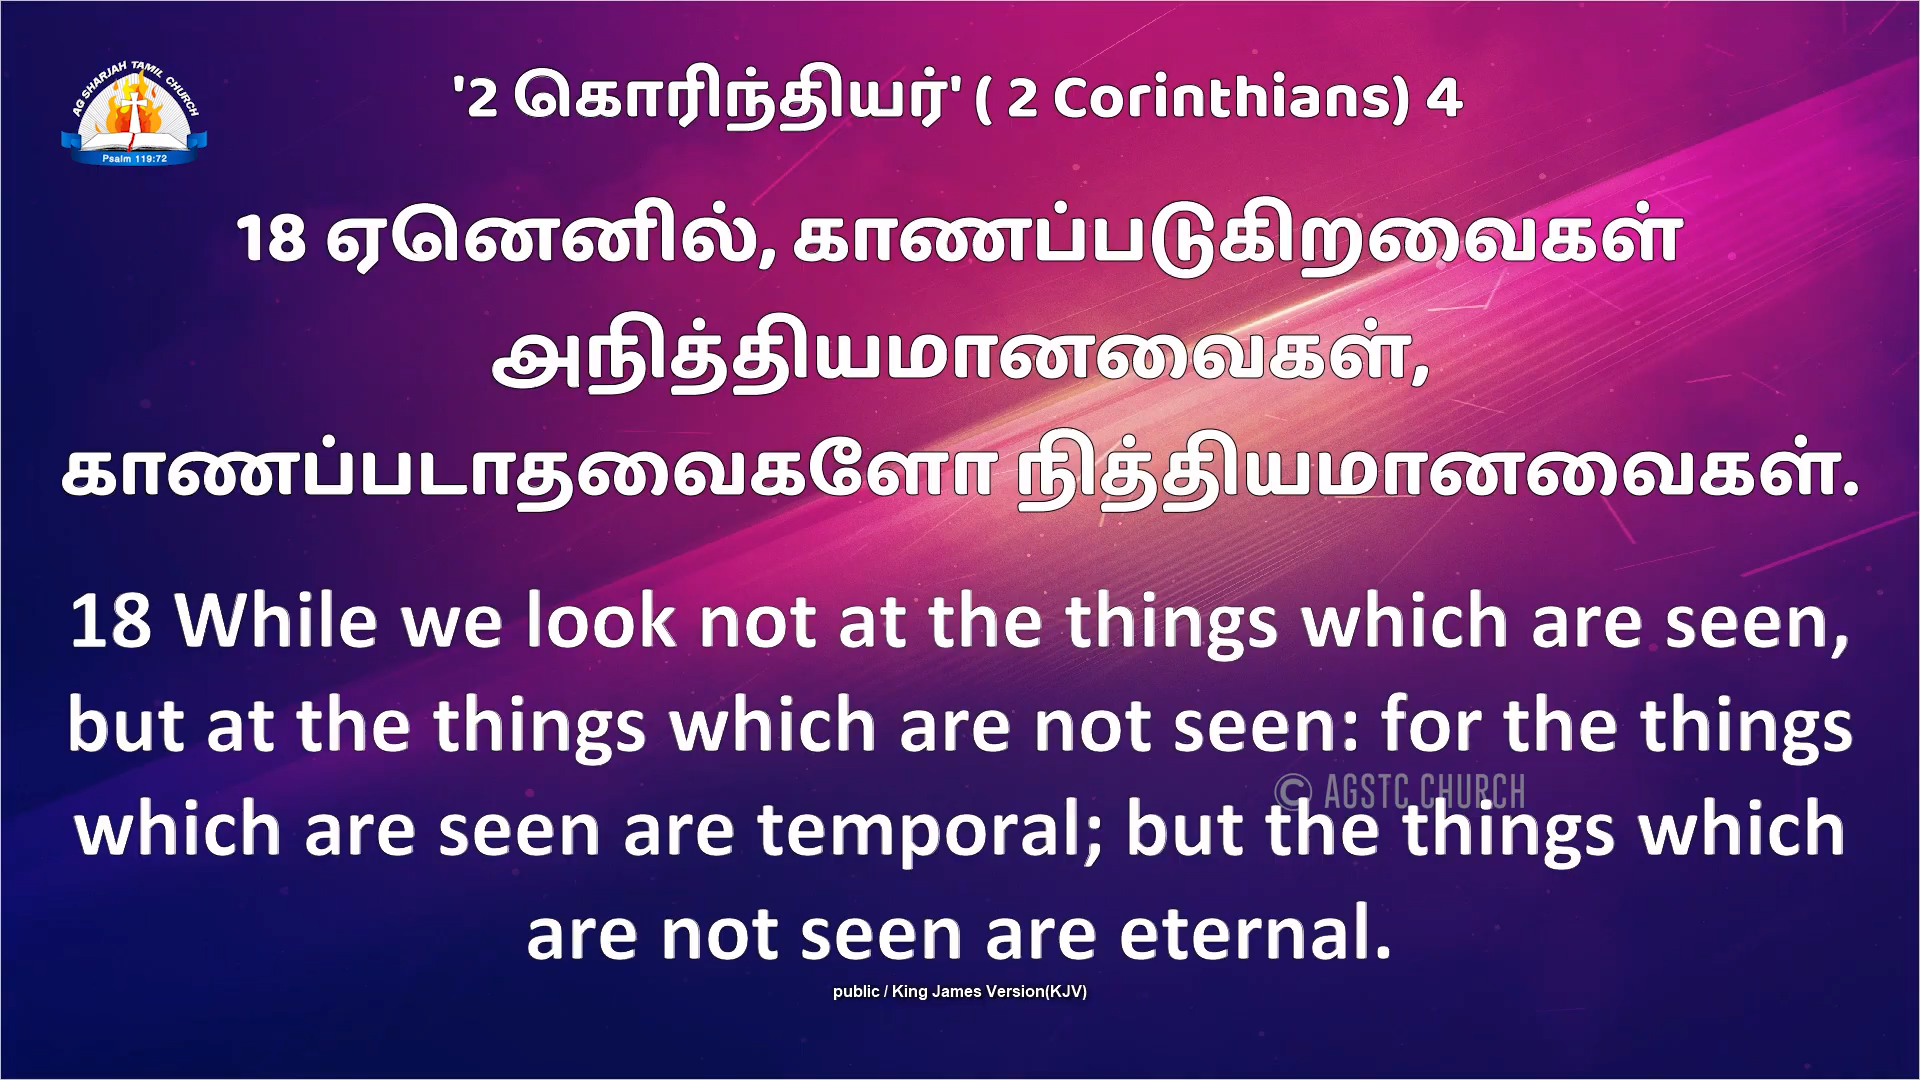 AG SHARJAH TAMIL CHURCH
Psalm 119:72
'2 கொரிந்தியர்' ( 2 Corinthians) 4
18 ஏனெனில், காணப்படுகிறவைகள்
அநித்தியமானவைகள்,
காணப்படாதவைகளோ நித்தியமானவைகள்.
18 While we look not at the things which are seen,
but at the things which are not seen: for the things
© AGSTC CHURCH
which are seen are temporal; but the things which
are not seen are eternal.
public / King James Version(KJV)